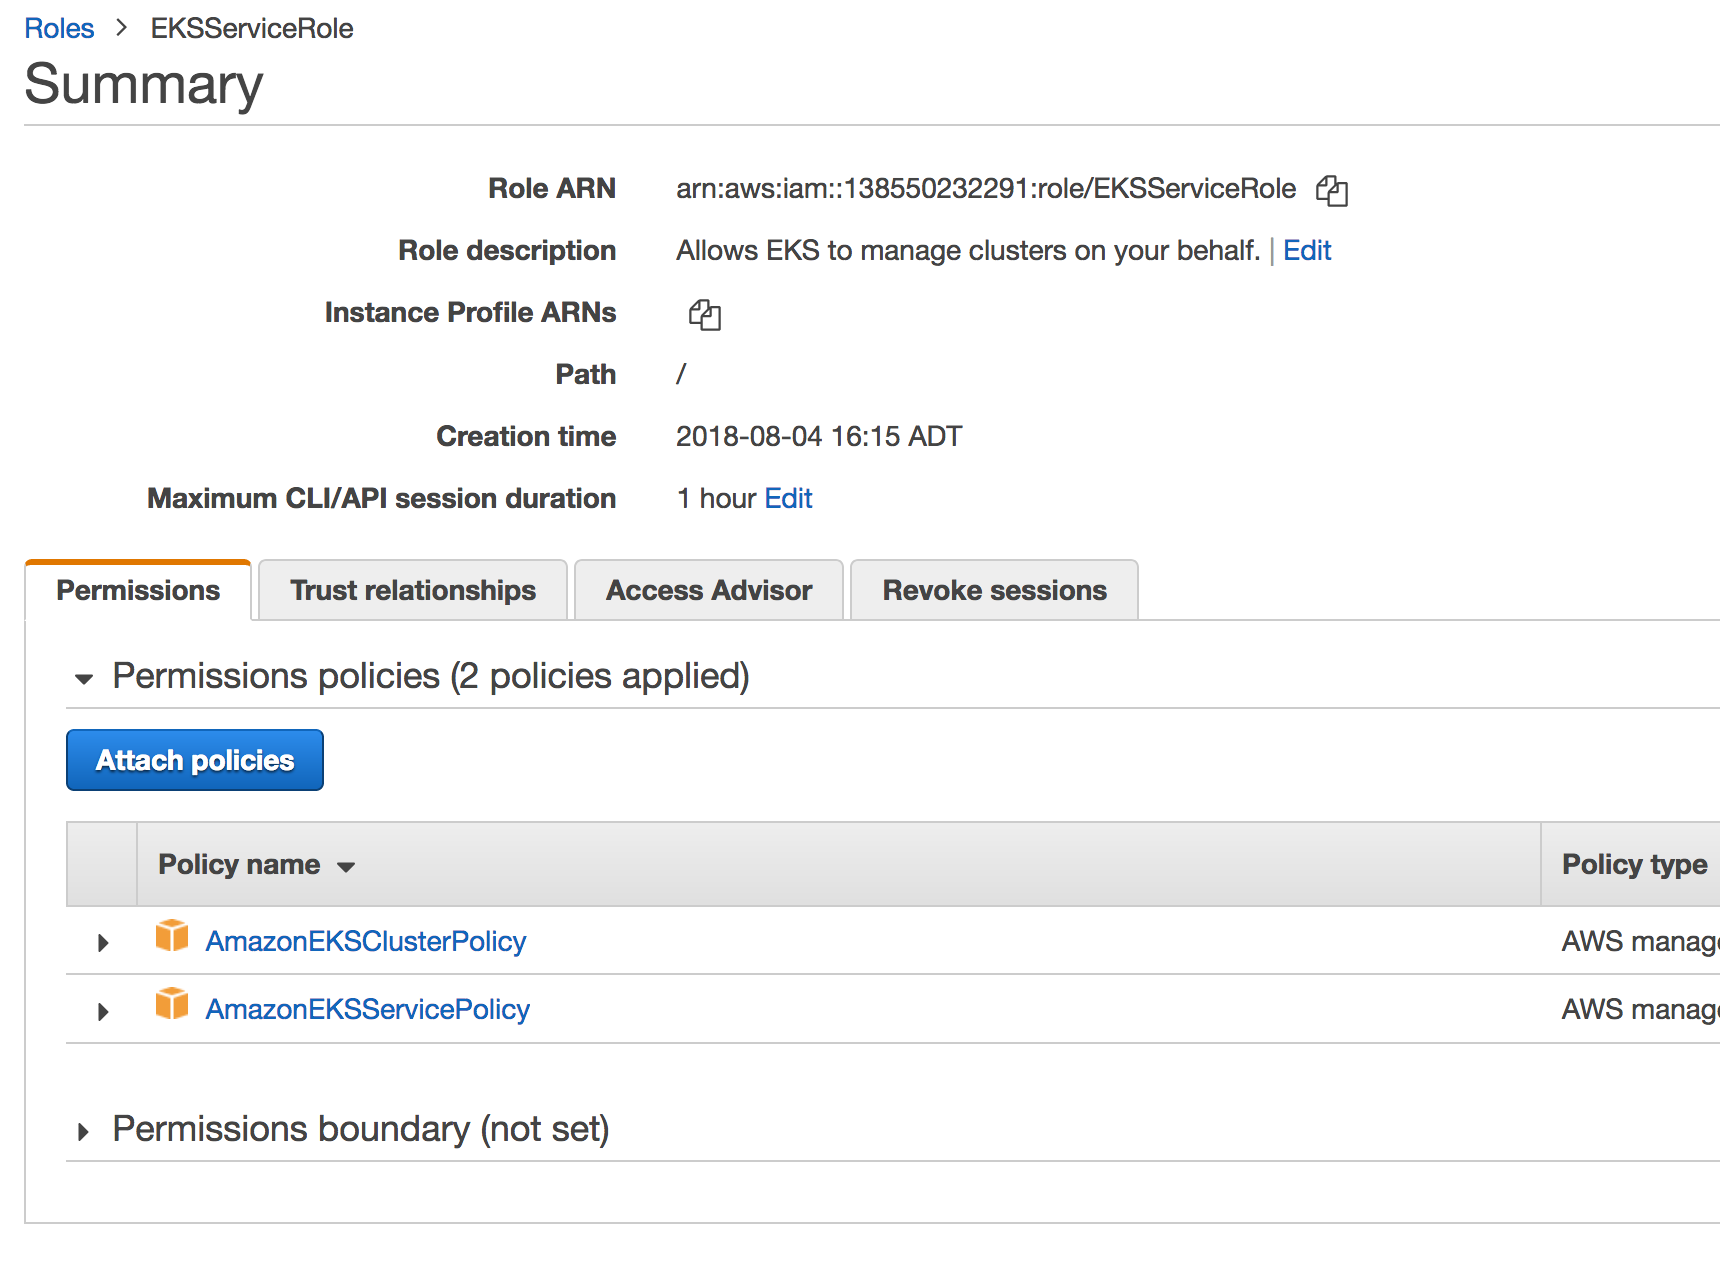 Roles > EKSServiceRole
Summary
Role ARN arn:aws:iam::138550232291:role/EKSServiceRole
Role description Allows EKS to manage clusters on your behalf. | Edit
Instance Profile ARNs
Path /
Creation time 2018-08-04 16:15 ADT
Maximum CLI/API session duration 1 hour Edit
Permissions Trust relationships Access Advisor Revoke sessions
Permissions policies (2 policies applied)
Attach policies
Policy name Policy type
AmazonEKSClusterPolicy AWS manag
AmazonEKSServicePolicy AWS manag
Permissions boundary (not set)